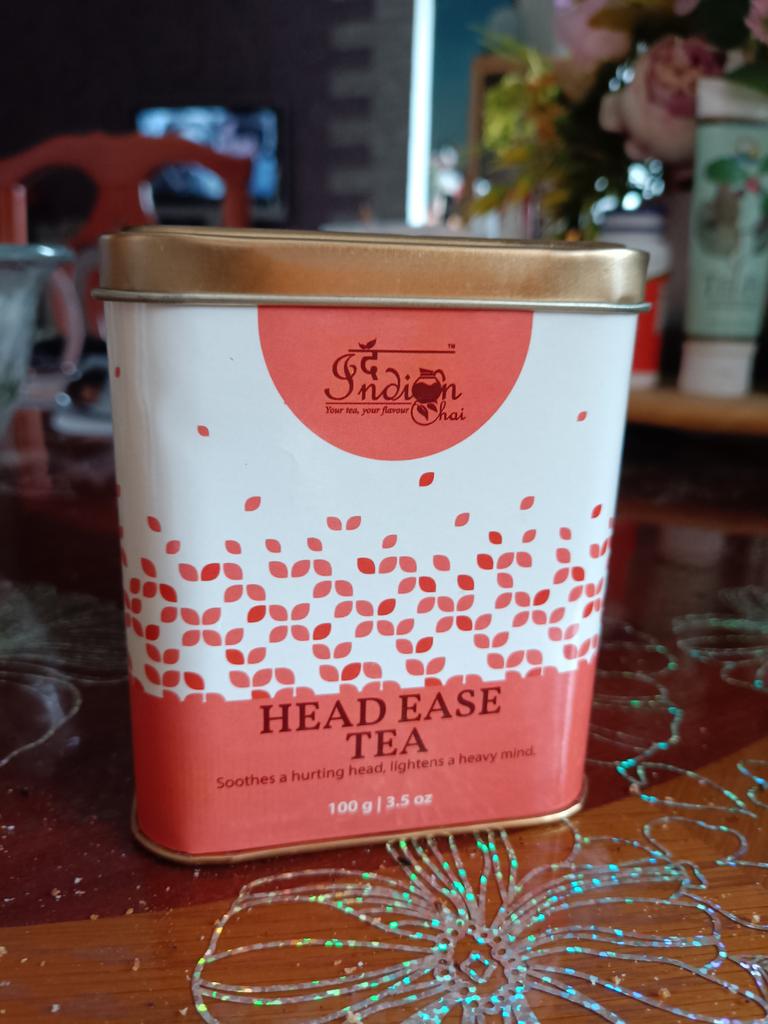 द
Indian
™
Your tea, your flavour
Chai
HEAD EASE
TEA
Soothes a hurting head, lightens a heavy mind.
100 g | 3.5 oz